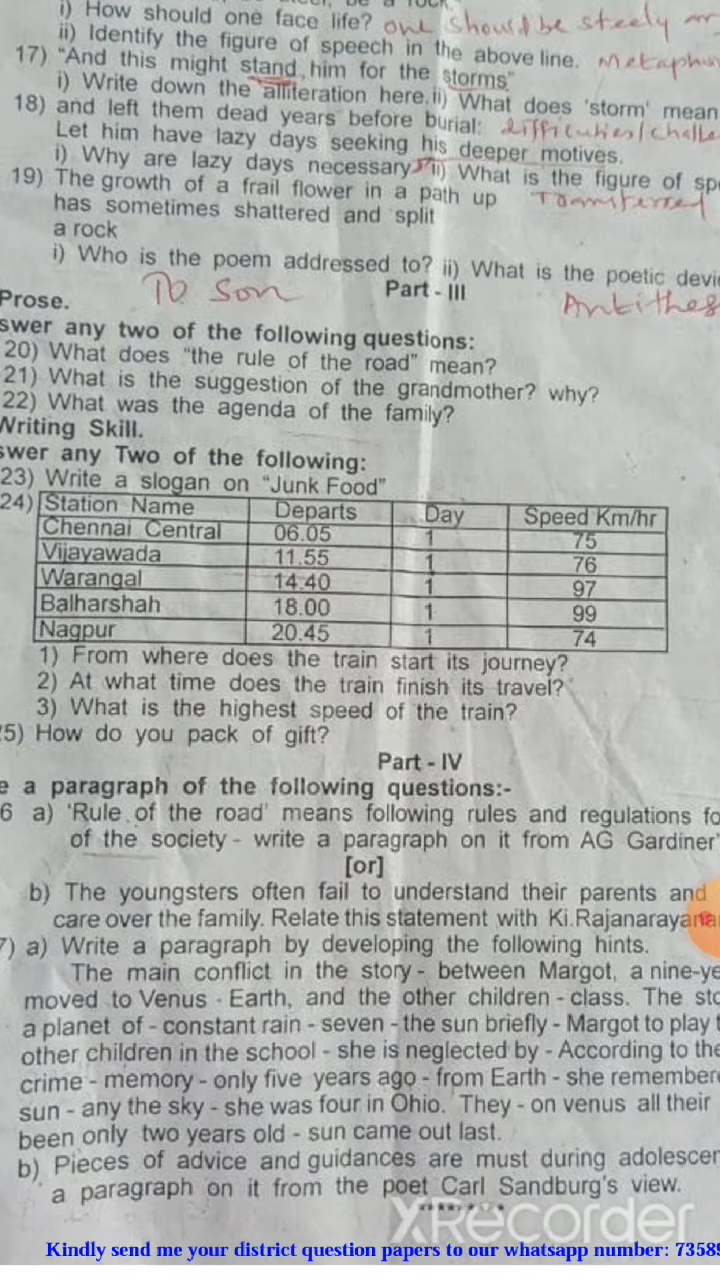 i) How should one face life? one should be steely
ii) Identify the figure of speech in the above line. Metaphor
17) "And this might stand him for the storms"
i) Write down the alliteration here. ii) What does 'storm' mean
18) and left them dead years before burial: difficulties/challe
Let him have lazy days seeking his deeper motives.
i) Why are lazy days necessary? ii) What is the figure of spe
19) The growth of a frail flower in a path up Transferred
has sometimes shattered and split
a rock
i) Who is the poem addressed to? ii) What is the poetic devi
To Son Part - III Antithes
Prose.
swer any two of the following questions:
20) What does "the rule of the road" mean?
21) What is the suggestion of the grandmother? why?
22) What was the agenda of the family?
Writing Skill.
swer any Two of the following:
23) Write a slogan on "Junk Food"
24) Station Name Departs Day Speed Km/hr
Chennai Central 06.05 1 75
Vijayawada 11.55 1 76
Warangal 14.40 1 97
Balharshah 18.00 1 99
Nagpur 20.45 1 74
1) From where does the train start its journey?
2) At what time does the train finish its travel?
3) What is the highest speed of the train?
25) How do you pack of gift?
Part - IV
e a paragraph of the following questions:-
6 a) 'Rule of the road' means following rules and regulations fo
of the society - write a paragraph on it from AG Gardiner'
[or]
b) The youngsters often fail to understand their parents and
care over the family. Relate this statement with Ki.Rajanarayana
7) a) Write a paragraph by developing the following hints.
The main conflict in the story - between Margot, a nine-ye
moved to Venus - Earth, and the other children - class. The sto
a planet of - constant rain - seven - the sun briefly - Margot to play t
other children in the school - she is neglected by - According to the
crime - memory - only five years ago - from Earth - she remembere
sun - any the sky - she was four in Ohio. They - on venus all their
been only two years old - sun came out last.
b) Pieces of advice and guidances are must during adolescen
a paragraph on it from the poet Carl Sandburg's view.
XRecorder
Kindly send me your district question papers to our whatsapp number: 7358